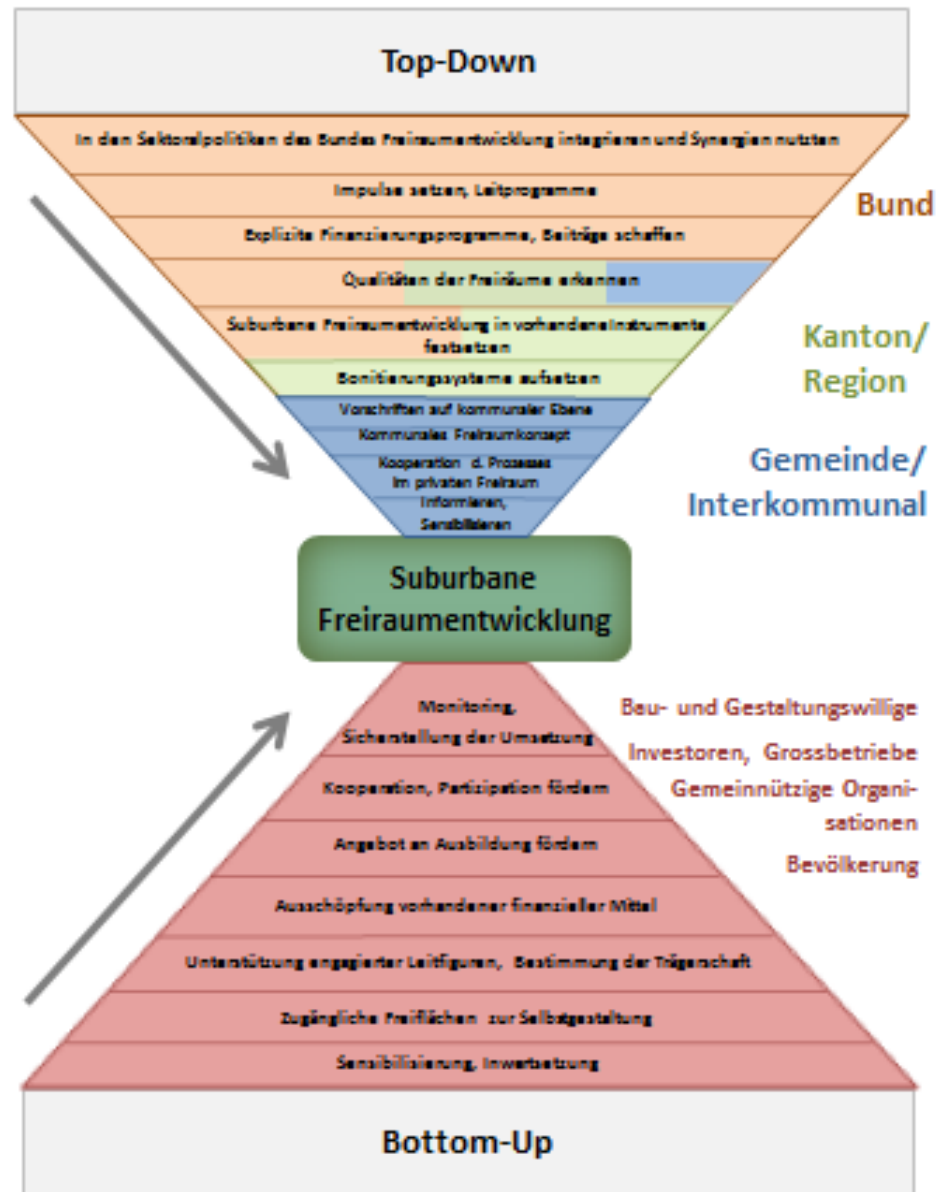 Top-Down
In den Sektoralpolitiken des Bundes Freiraumentwicklung integrieren und Synergien nutzten
Impulse setzen, Leitprogramme
Bund
Explizite Finanzierungsprogramme, Beiträge schaffen
Qualitäten der Freiräume erkennen
Suburbane Freiraumentwicklung in vorhandene Instrumente
festsetzen
Kanton/
Region
Bonitierungssysteme aufsetzen
Vorschriften auf kommunaler Ebene
Kommunales Freiraumkonzept
Kooperation d. Prozesses
im privaten Freiraum
Informieren,
Sensibilisieren
Gemeinde/
Interkommunal
Suburbane
Freiraumentwicklung
Monitoring,
Sicherstellung der Umsetzung
Kooperation, Partizipation fördern
Angebot an Ausbildung fördern
Ausschöpfung vorhandener finanzieller Mittel
Unterstützung engagierter Leitfiguren, Bestimmung der Trägerschaft
Zugängliche Freiflächen zur Selbstgestaltung
Sensibilisierung, Inwertsetzung
Bau- und Gestaltungswillige
Investoren, Grossbetriebe
Gemeinnützige Organi-
sationen
Bevölkerung
Bottom-Up